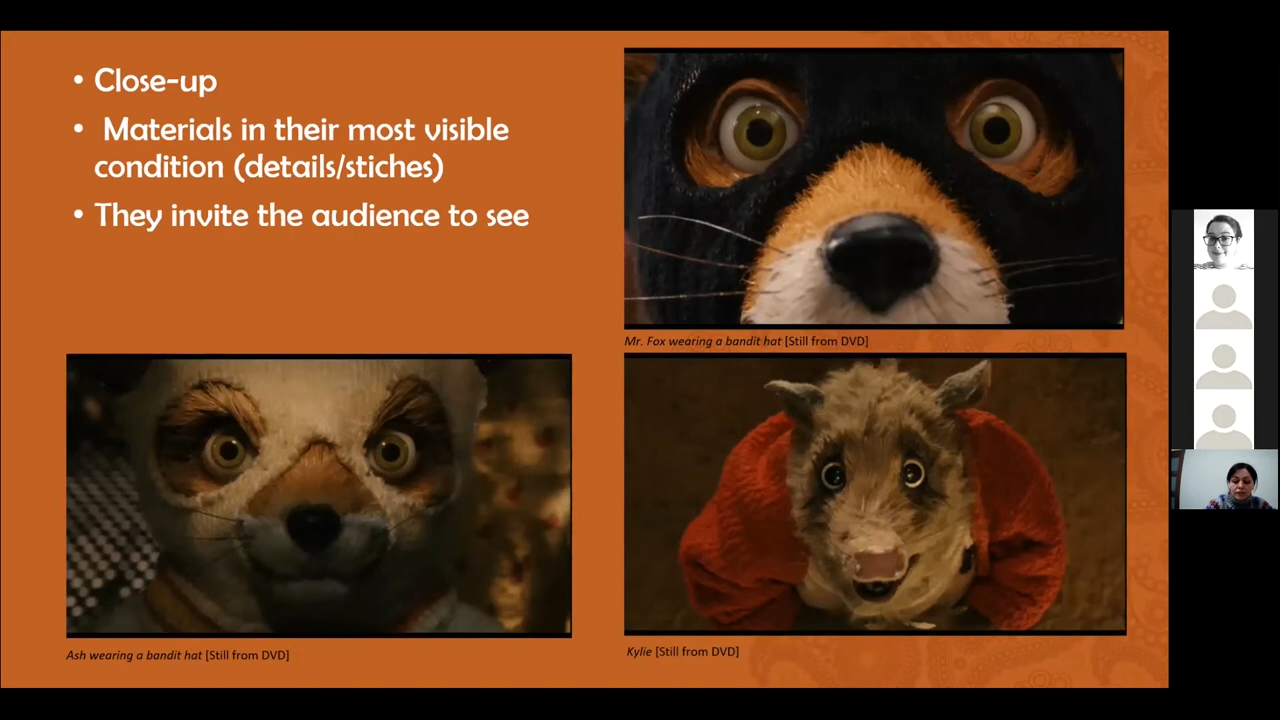 • Close-up
• Materials in their most visible
condition (details/stiches)
• They invite the audience to see
Mr. Fox wearing a bandit hat [Still from DVD]
Ash wearing a bandit hat [Still from DVD]
Kylie [Still from DVD]